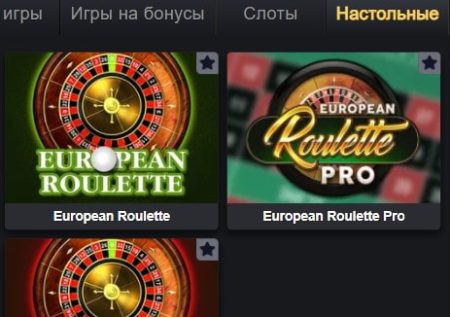 игры
Игры на бонусы
Слоты
Настольные
EUROPEAN
ROULETTE
EUROPEAN
Roulette
PRO
European Roulette
European Roulette Pro